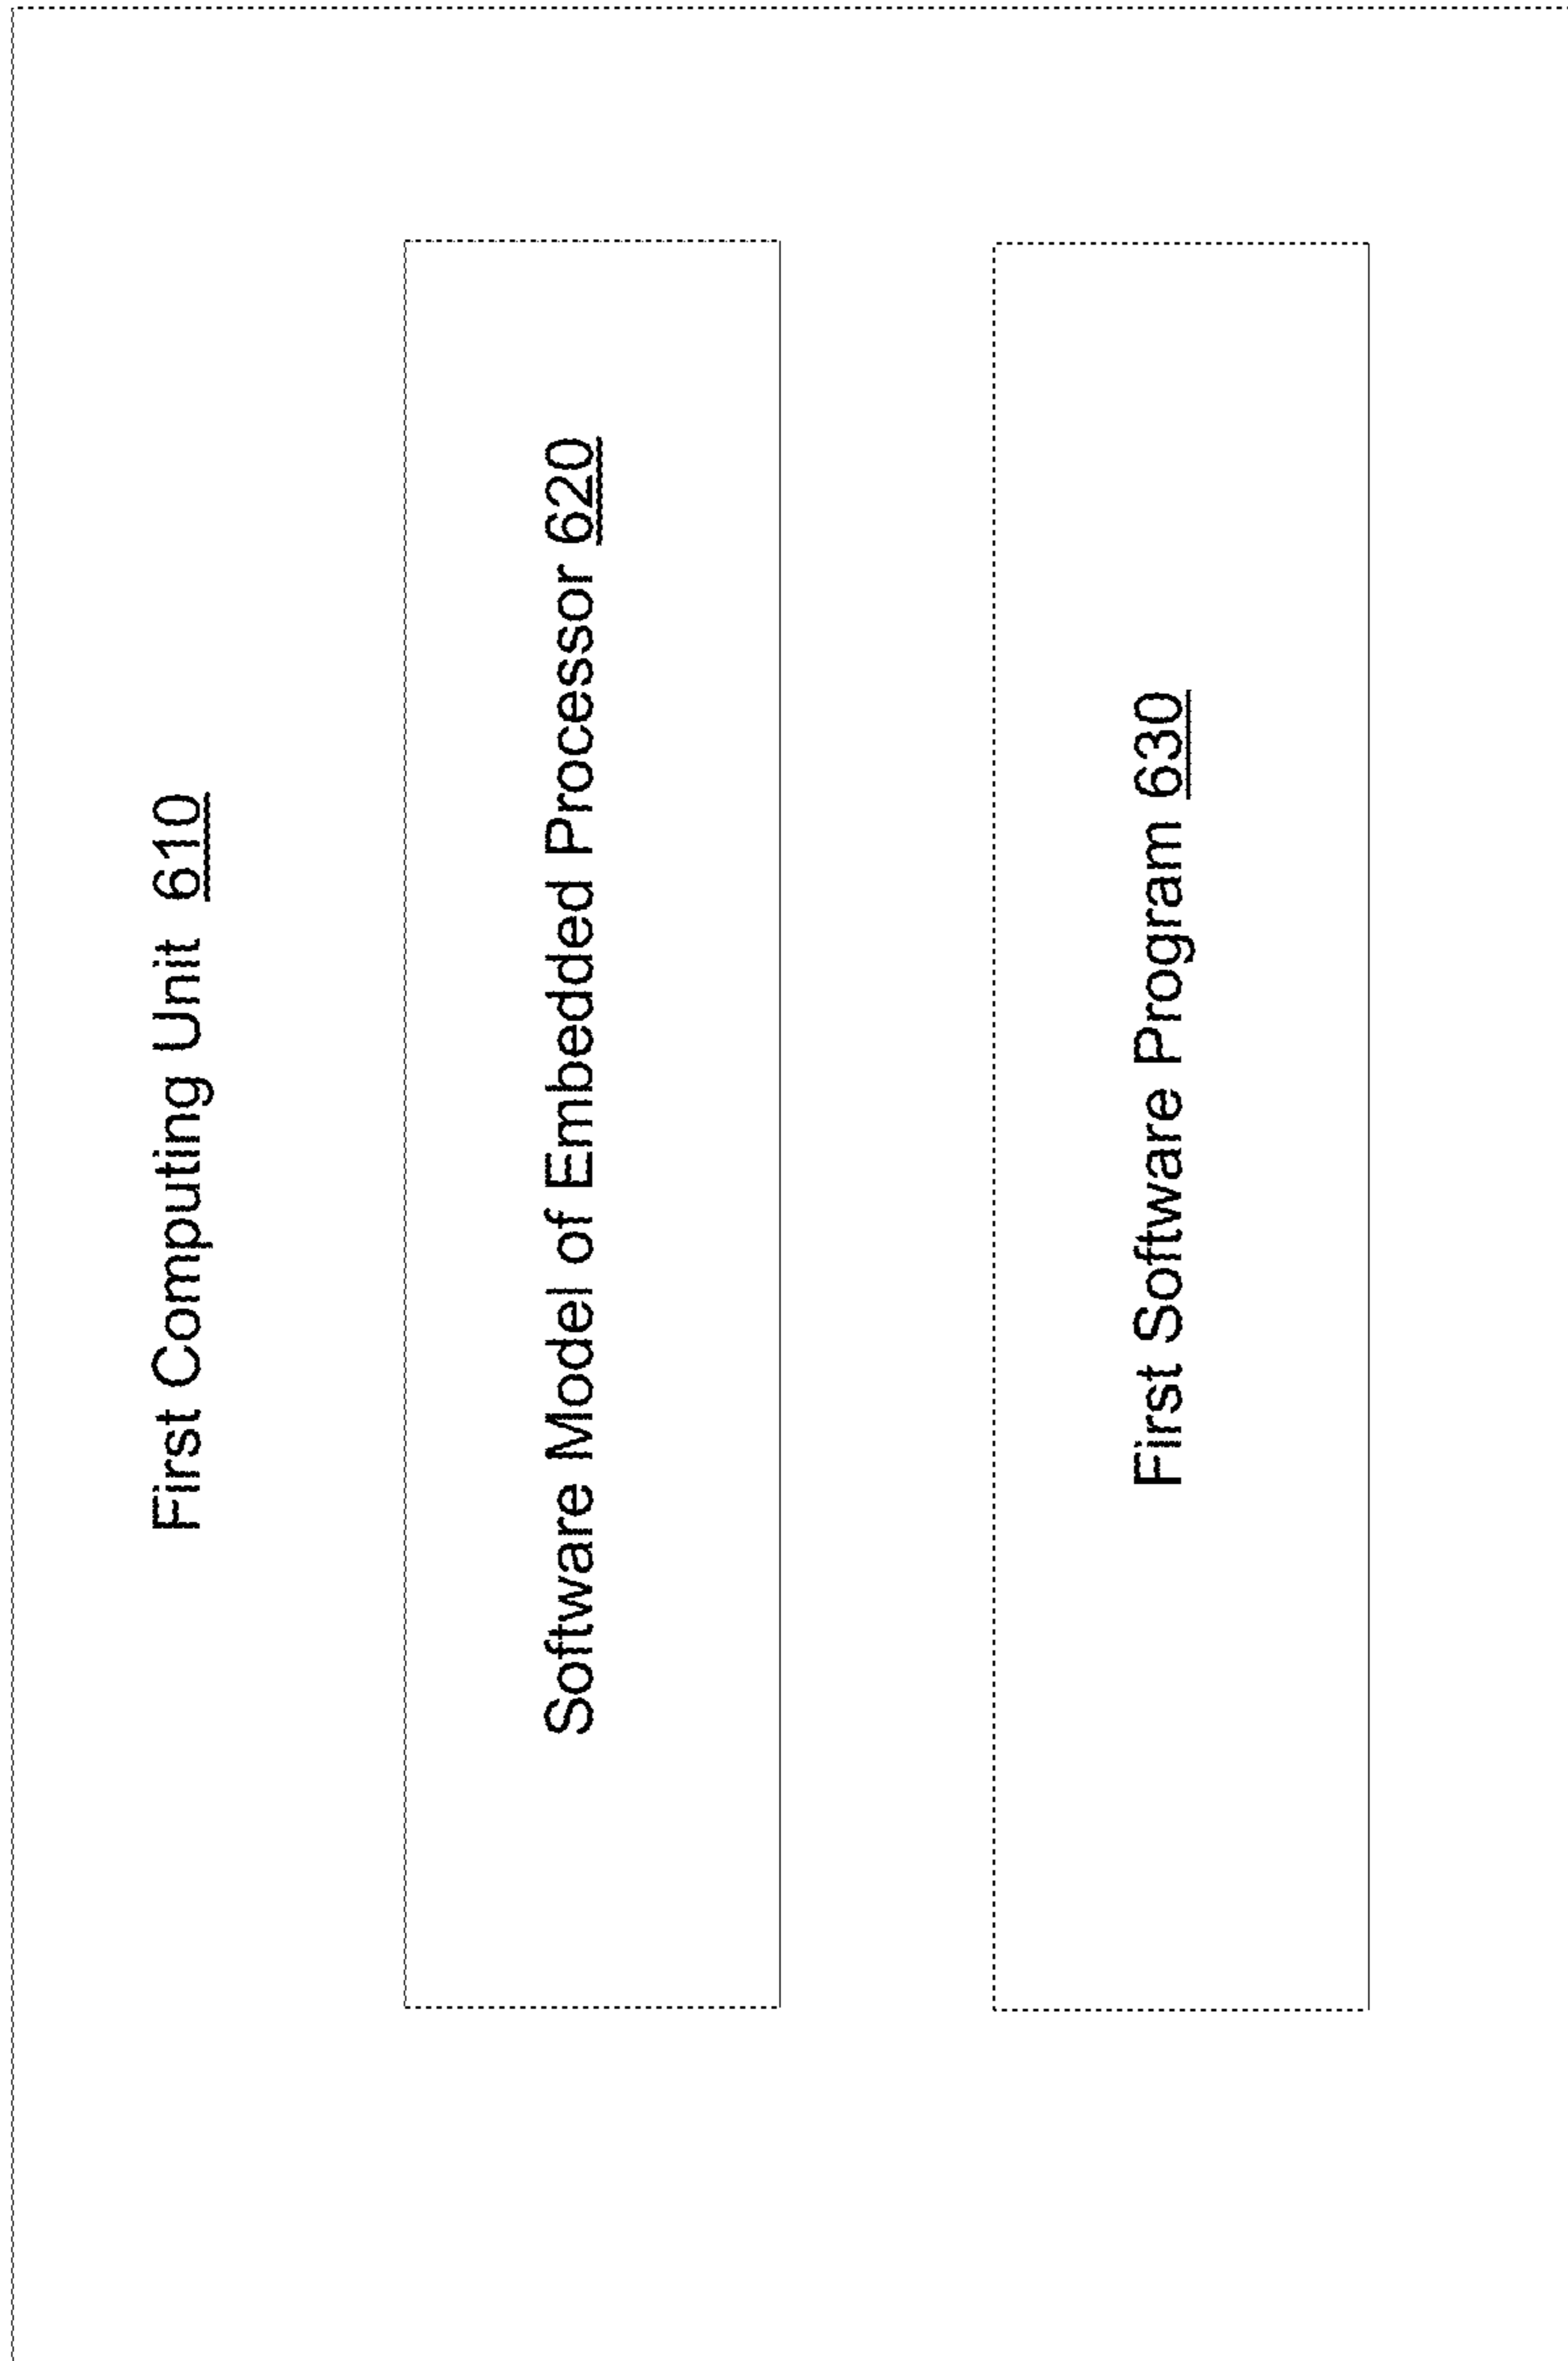 First Computing Unit 610
Software Model of Embedded Processor 620
First Software Program 630